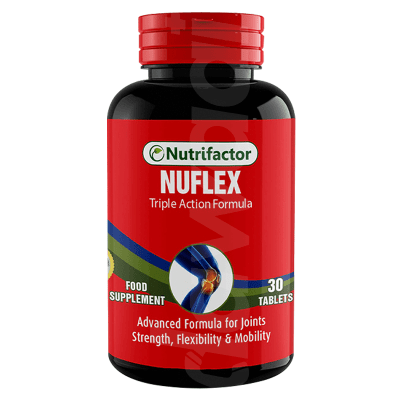 Nutrifactor
NUFLEX
Triple Action Formula
FOOD
SUPPLEMENT
30
TABLETS
Advanced Formula for Joints
Strength, Flexibility & Mobility